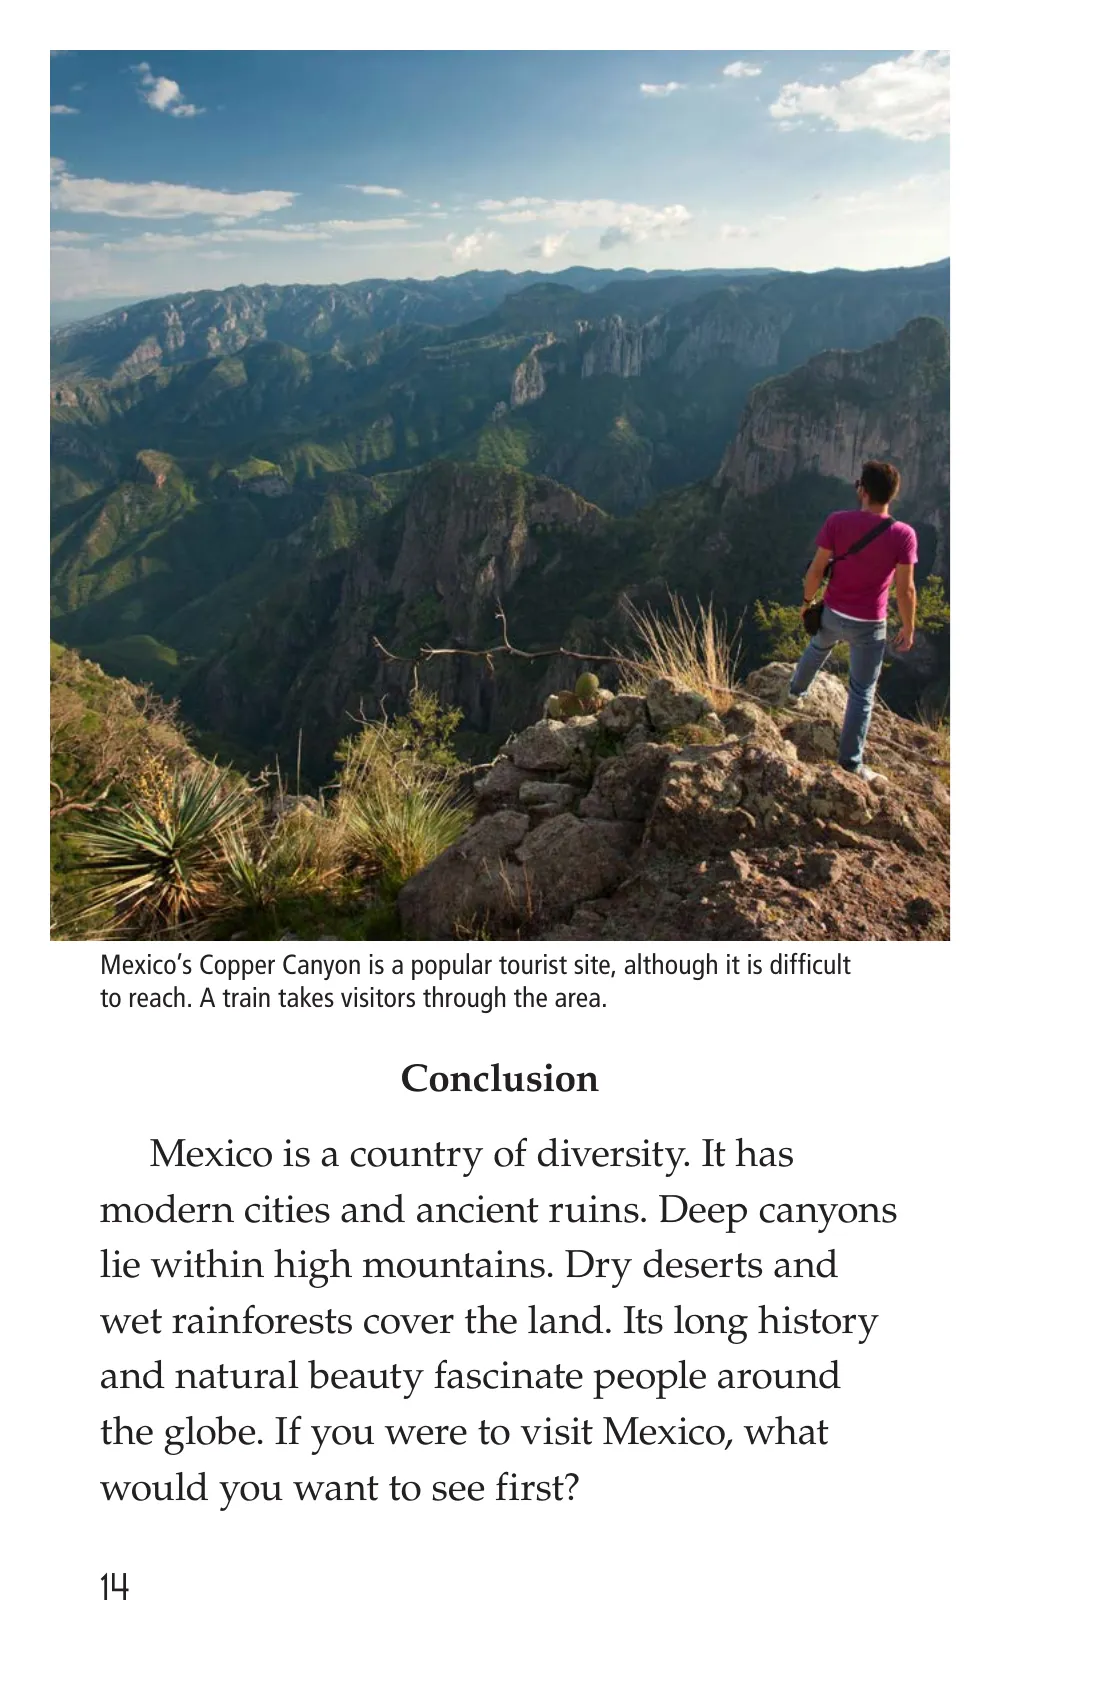 Mexico's Copper Canyon is a popular tourist site, although it is difficult
to reach. A train takes visitors through the area.
Conclusion
Mexico is a country of diversity. It has
modern cities and ancient ruins. Deep canyons
lie within high mountains. Dry deserts and
wet rainforests cover the land. Its long history
and natural beauty fascinate people around
the globe. If you were to visit Mexico, what
would you want to see first?
14